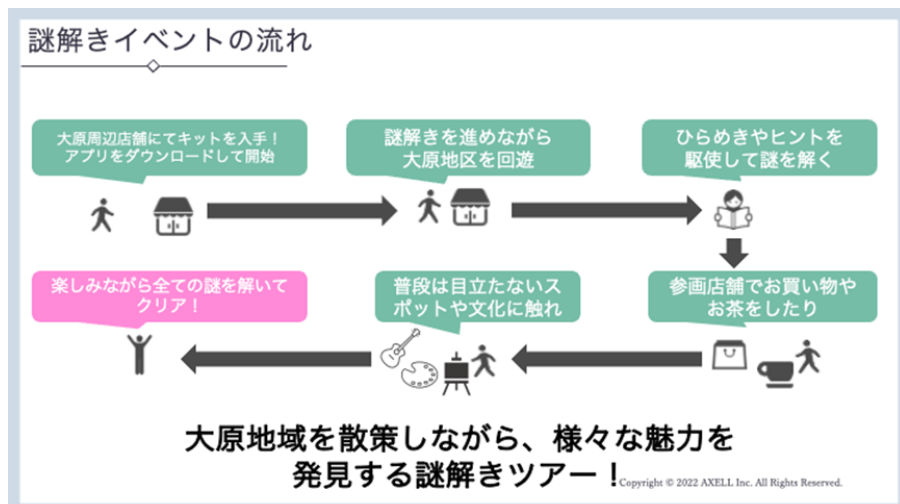 謎解きイベントの流れ
大原周辺店舗にてキットを入手！
アプリをダウンロードして開始
謎解きを進めながら
大原地区を回遊
ひらめきやヒントを
駆使して謎を解く
参画店舗でお買い物や
お茶をしたり
普段は目立たないス
ポットや文化に触れ
楽しみながら全ての謎を解いて
クリア！
大原地域を散策しながら、様々な魅力を
発見する謎解きツアー！
Copyright © 2022 AXELL Inc. All Rights Reserved.